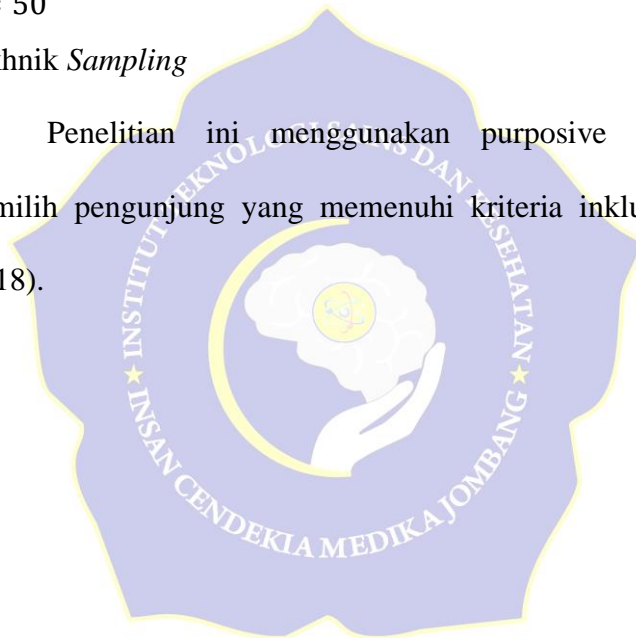 50
hnik Sampling
Penelitian ini menggunakan purposive
milih pengunjung yang memenuhi kriteria inklu
18).
INSTITUT TEKNOLOGI SAINS DAN KESEHATAN
★ INSAN CENDEKIA MEDIKA JOMBANG ★